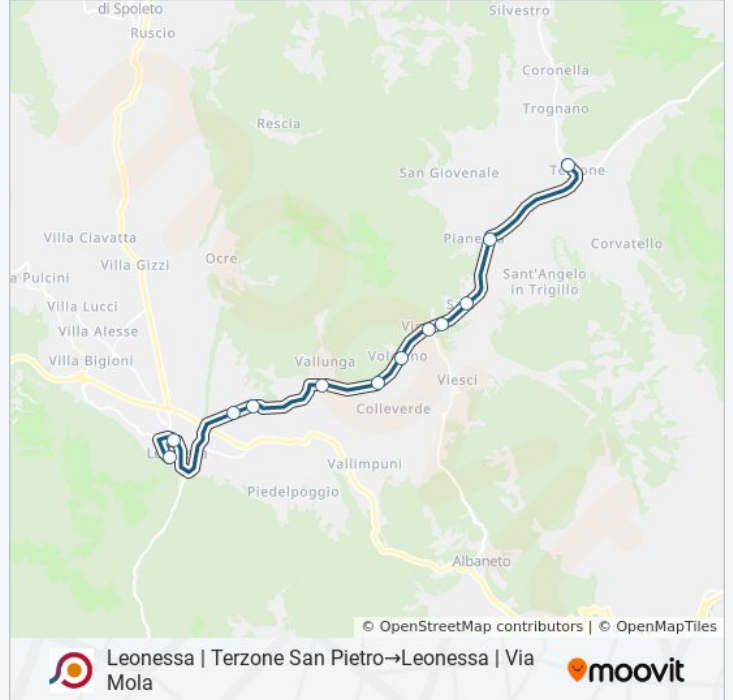 di Spoleto
Ruscio
Silvestro
Coronella
Trognano
Rescia
San Giovenale
Villa Ciavatta
Villa Gizzi
Ocre
Corvatello
a Pulcini
Sant'Angelo
in Trigillo
Villa Lucci
Villa Alesse
Villa Bigioni
Vallunga
Viesci
Colleverde
Vallimpuni
Piedelpoggio
Albaneto
© OpenStreetMap contributors | © OpenMapTiles
Leonessa | Terzone San Pietro→Leonessa | Via
Mola
moovit